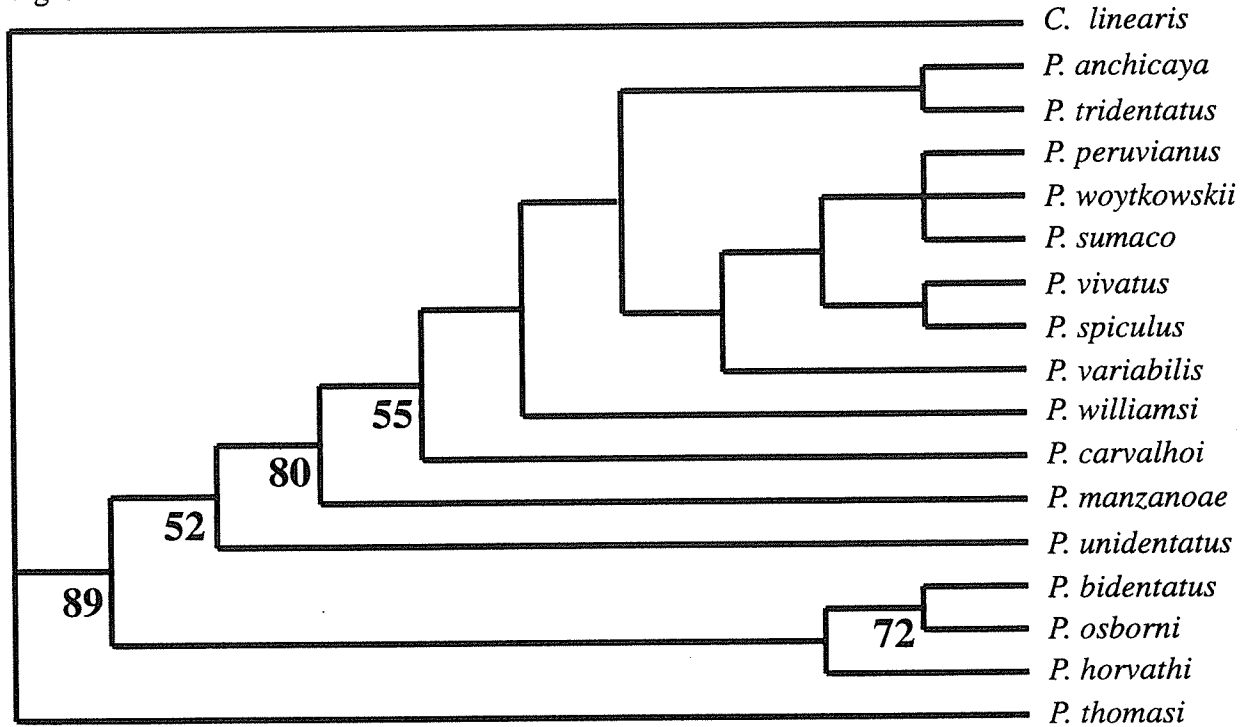 C. linearis
P. anchicaya
P. tridentatus
P. peruvianus
P. woytkowskii
P. sumaco
P. vivatus
P. spiculus
P. variabilis
P. williamsi
55
P. carvalhoi
80
P. manzanoae
52
P. unidentatus
89
P. bidentatus
72
P. osborni
P. horvathi
P. thomasi